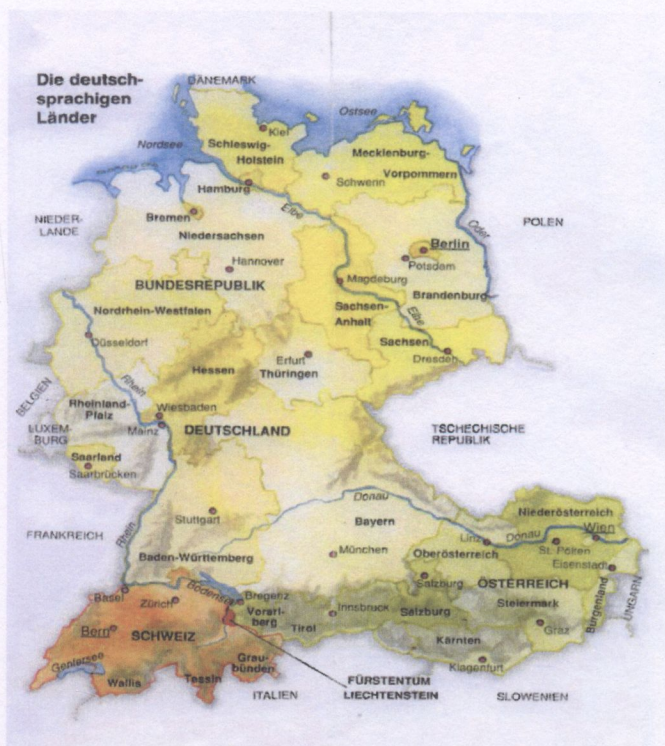 Die deutsch-
sprachigen
Länder
DÄNEMARK
Ostsee
Nordsee
Kiel
Schleswig-
Holstein
Mecklenburg-
Vorpommern
Schwerin
Hamburg
Elbe
Bremen
Niedersachsen
NIEDER-
LANDE
POLEN
Oder
Berlin
Potsdam
Hannover
Magdeburg
Brandenburg
BUNDESREPUBLIK
Nordrhein-Westfalen
Sachsen-
Anhalt
Elbe
Düsseldorf
Sachsen
Dresden
Erfurt
Thüringen
Hessen
Rhein
BELGIEN
Rheinland-
Pfalz
Wiesbaden
Mainz
LUXEM-
BURG
DEUTSCHLAND
TSCHECHISCHE
REPUBLIK
Saarland
Saarbrücken
Donau
Bayern
Stuttgart
FRANKREICH
Rhein
Baden-Württemberg
München
Niederösterreich
Wien
Linz
Donau
St. Pölten
Oberösterreich
Eisenstadt
Salzburg
ÖSTERREICH
Burgenland
UNGARN
Basel
Zürich
Bodensee
Bregenz
Vorarl-
berg
Innsbruck
Tirol
Salzburg
Steiermark
Graz
Bern
SCHWEIZ
Kärnten
Klagenfurt
Genfersee
Wallis
Tessin
Grau-
bünden
ITALIEN
FÜRSTENTUM
LIECHTENSTEIN
SLOWENIEN